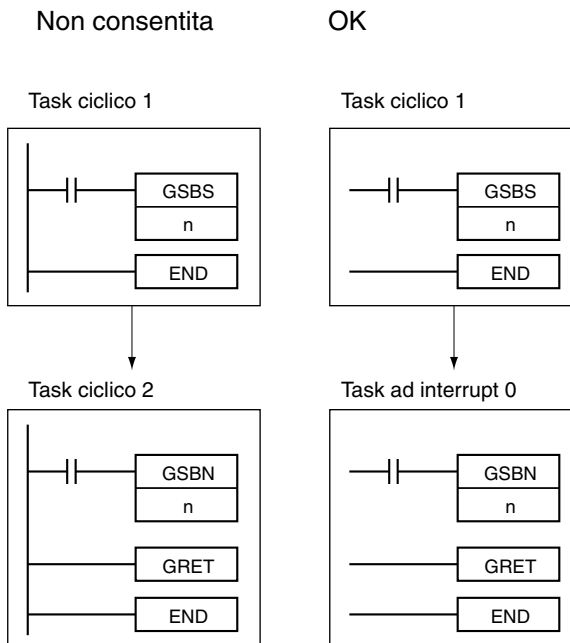 Non consentita
OK
Task ciclico 1
GSBS
n
END
Task ciclico 2
GSBN
n
GRET
END
Task ciclico 1
GSBS
n
END
Task ad interrupt 0
GSBN
n
GRET
END